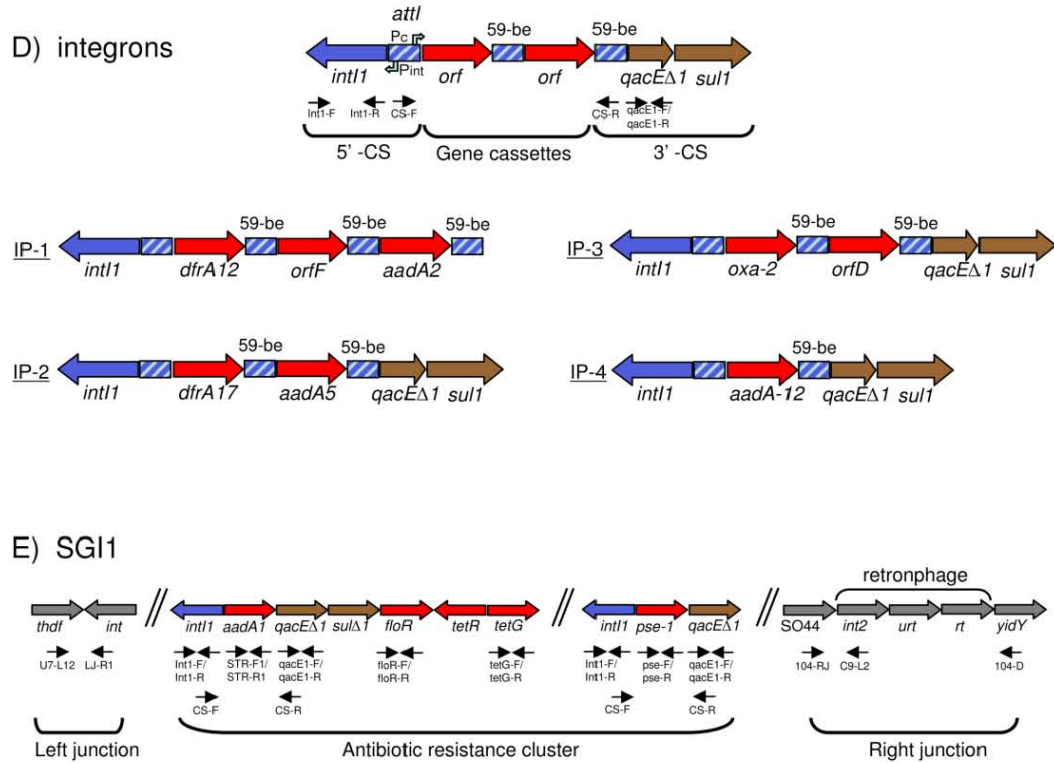 D) integrons
attI
Pc
Pint
59-be 59-be
intI1 orf orf qacEΔ1 sul1
Int1-F Int1-R CS-F CS-R qacE1-F/
qacE1-R
5’-CS Gene cassettes 3’-CS
59-be 59-be 59-be
IP-1
intI1 dfrA12 orfF aadA2
59-be 59-be
IP-3
intI1 oxa-2 orfD qacEΔ1 sul1
59-be 59-be
IP-2
intI1 dfrA17 aadA5 qacEΔ1 sul1
59-be
IP-4
intI1 aadA-12 qacEΔ1 sul1
E) SGI1
retronphage
// //  //
thdf int intI1 aadA1 qacEΔ1 sulΔ1 floR tetR tetG intI1 pse-1 qacEΔ1 SO44 int2 urt rt yidY
U7-L12 LJ-R1 Int1-F/ STR-F1/ qacE1-F/ floR-F/ tetG-F/ Int1-F/ pse-F/ qacE1-F/ 104-RJ C9-L2 104-D
Int1-R STR-R1 qacE1-R floR-R tetG-R Int1-R pse-R qacE1-R
CS-F CS-R CS-F CS-R
Left junction Antibiotic resistance cluster Right junction